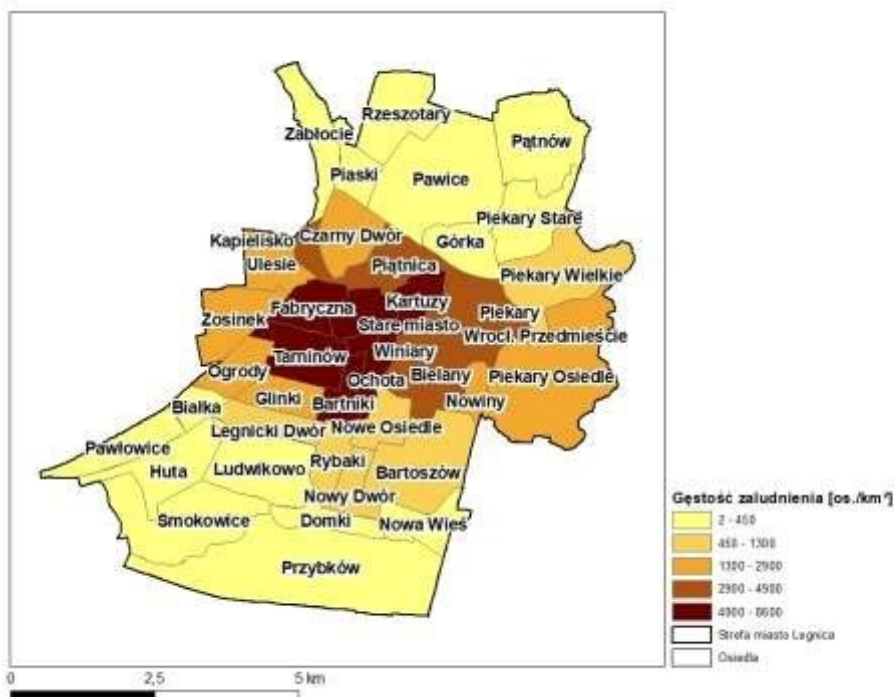 Rzeszotary
Zabłocie
Pątnów
Piaski
Pawice
Piekary Stare
Kąpielisko
Czarny Dwór
Górka
Ulesie
Piątnica
Piekary Wielkie
Fabryczna
Kartuzy
Piekary
Zosinek
Stare miasto
Wrocł. Przedmieście
Tarninów
Winiary
Ogrody
Ochota
Bielany
Piekary Osiedle
Glinki
Bartniki
Nowiny
Białka
Legnicki Dwór
Nowe Osiedle
Pawłowice
Huta
Ludwikowo
Rybaki
Bartoszów
Nowy Dwór
Smokowice
Domki
Nowa Wieś
Przybków
Gęstość zaludnienia [os./km²]
2 - 450
450 - 1300
1300 - 2900
2900 - 4900
4900 - 8600
Strefa miasto Legnica
Osiedla
0 2,5 5 km